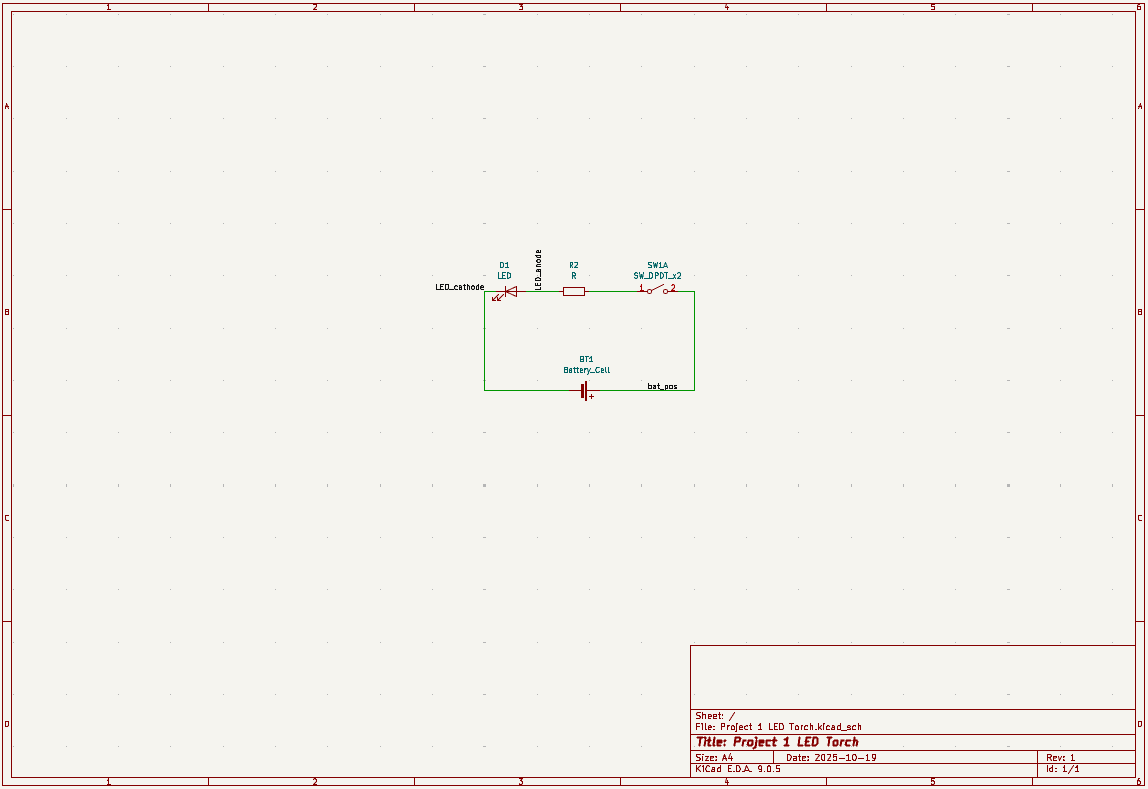 1 2 3 4 5 6
A A
D1 R2 SW1A
LED R SW_DPDT_x2
LED_anode
LED_cathode 1 2
B B
BT1
Battery_Cell
bat_pos
+
C C
Sheet: /
File: Project 1 LED Torch.kicad_sch
D D
Title: Project 1 LED Torch
Size: A4 Date: 2025-10-19 Rev: 1
KiCad E.D.A. 9.0.5 Id: 1/1
1 2 3 4 5 6